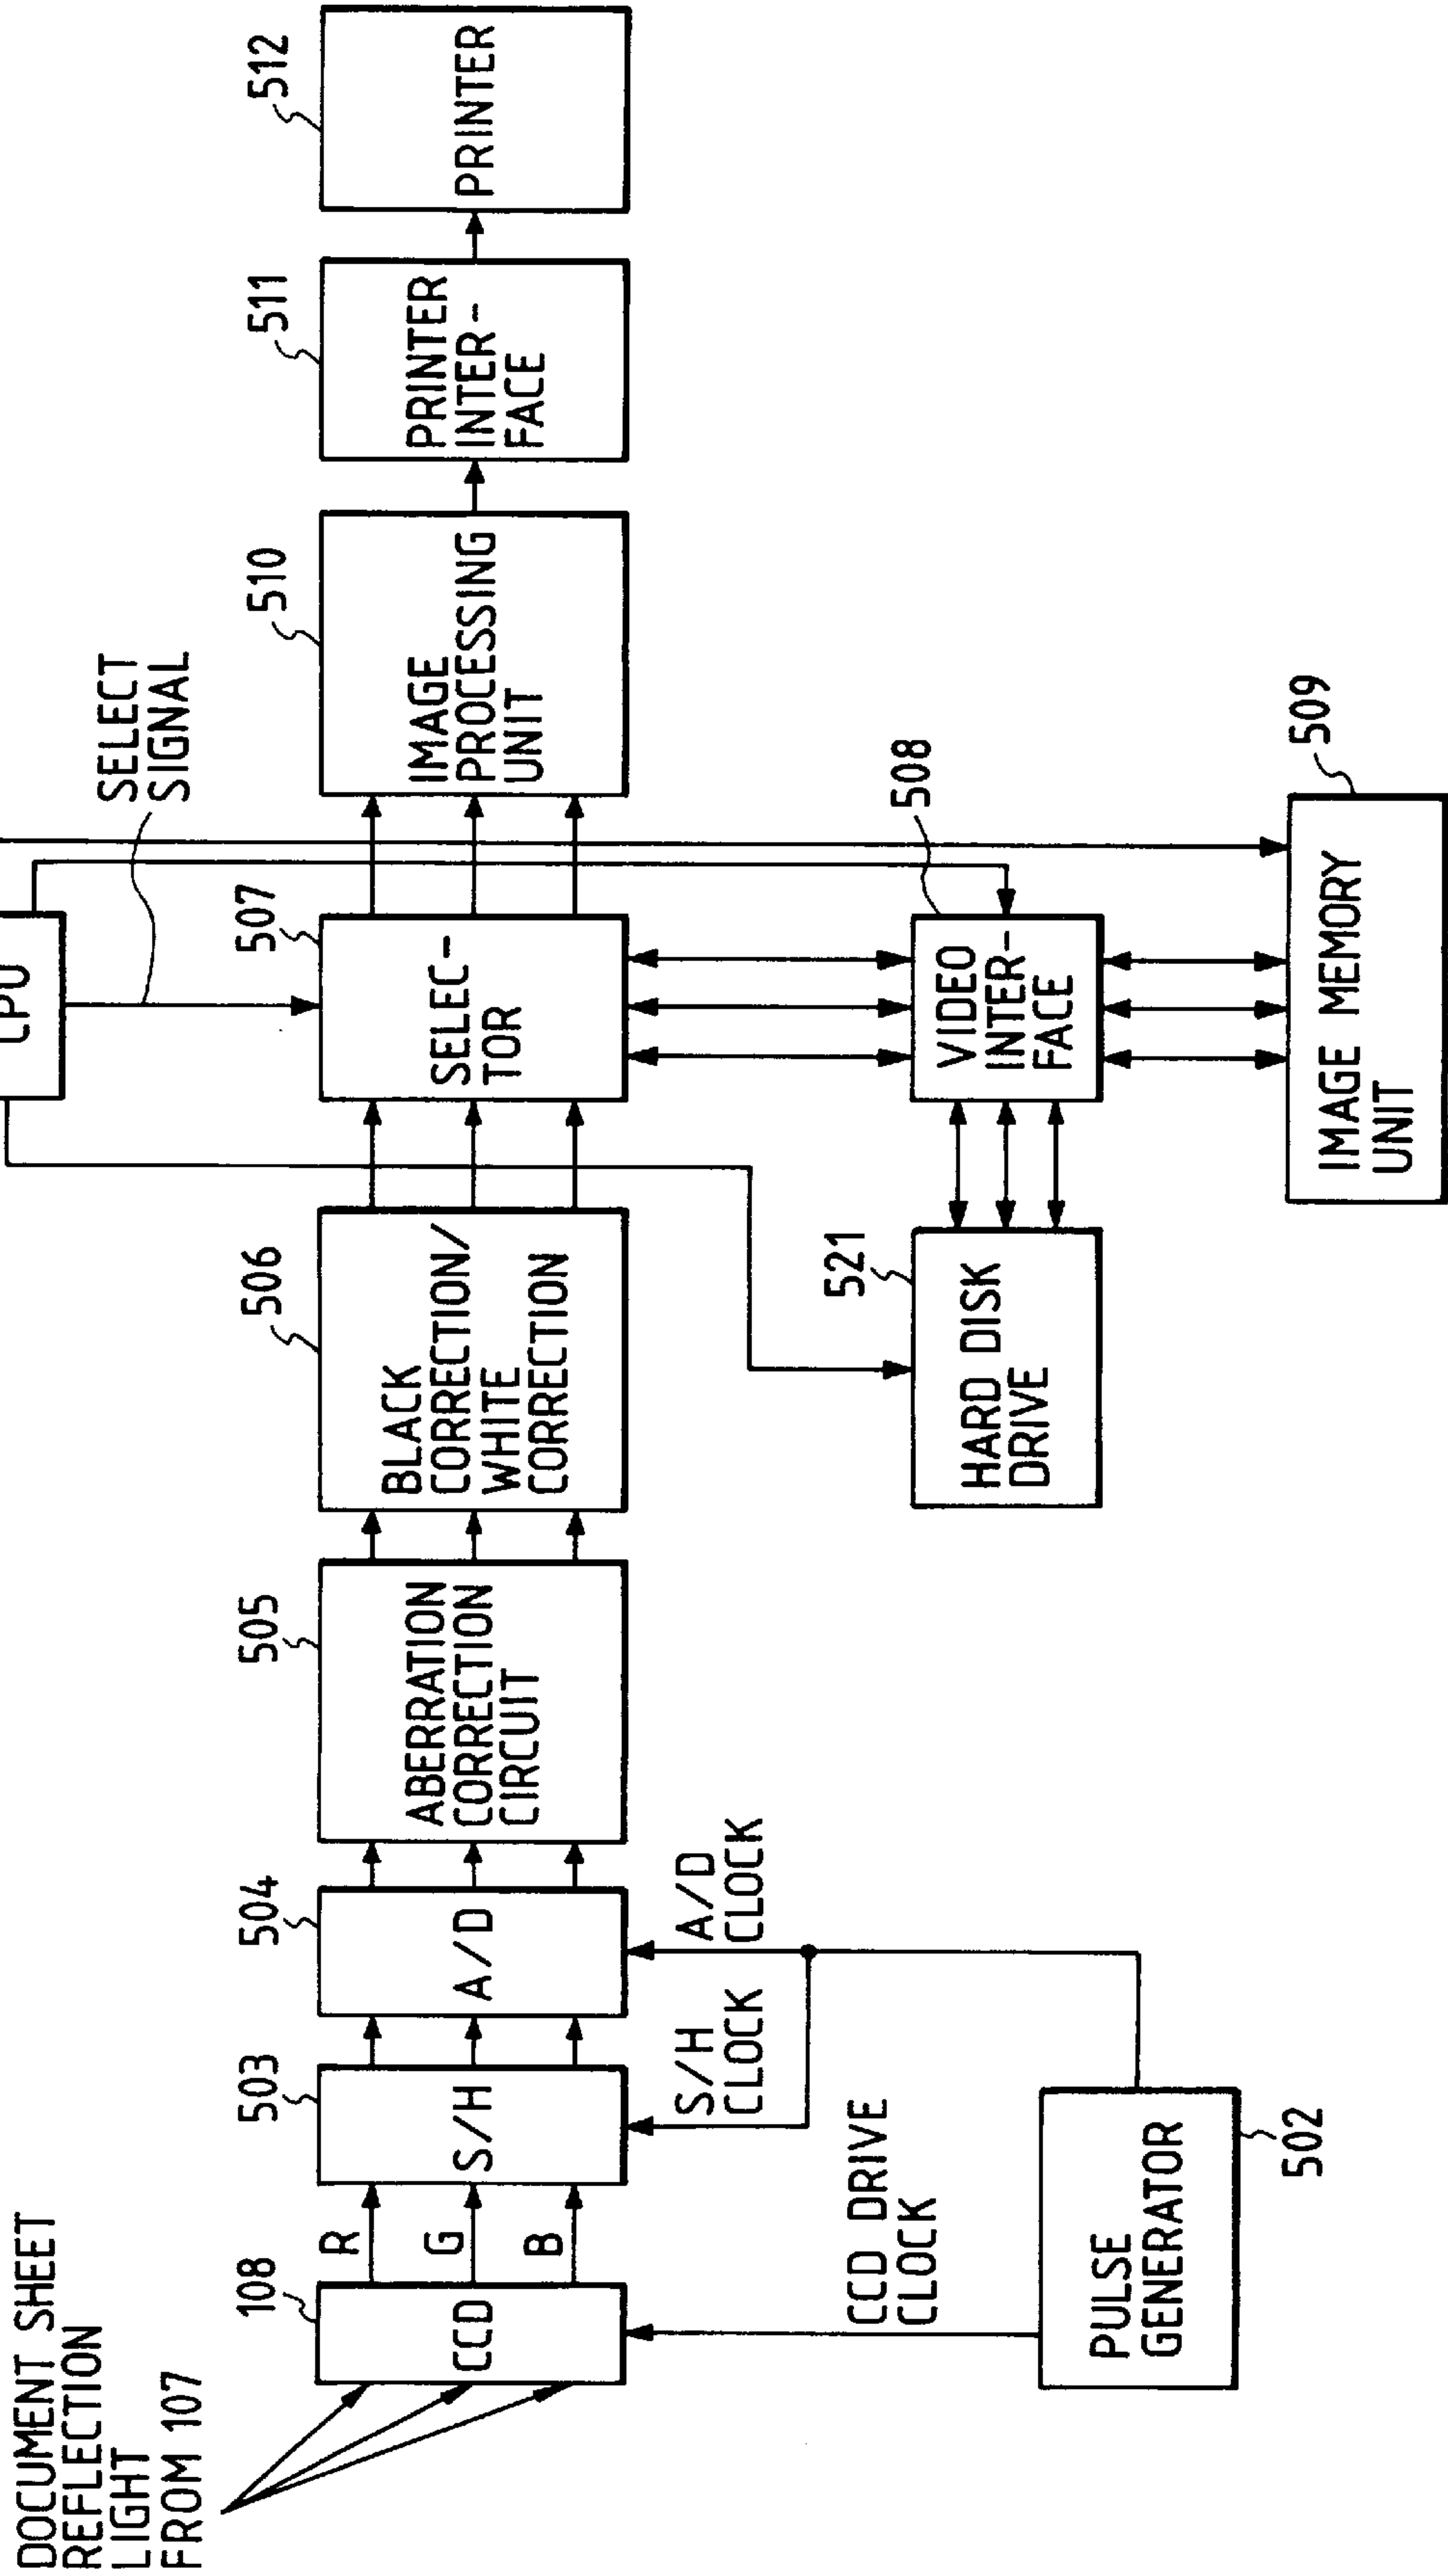 DOCUMENT SHEET
REFLECTION
LIGHT
FROM 107
108
CCD
R
G
B
503
S/H
504
A/D
505
ABERRATION
CORRECTION
CIRCUIT
506
BLACK
CORRECTION/
WHITE
CORRECTION
507
SELEC-
TOR
CPU
SELECT
SIGNAL
510
IMAGE
PROCESSING
UNIT
511
PRINTER
INTER-
FACE
512
PRINTER
S/H
CLOCK
A/D
CLOCK
CCD DRIVE
CLOCK
PULSE
GENERATOR
502
521
HARD DISK
DRIVE
508
VIDEO
INTER-
FACE
509
IMAGE MEMORY
UNIT